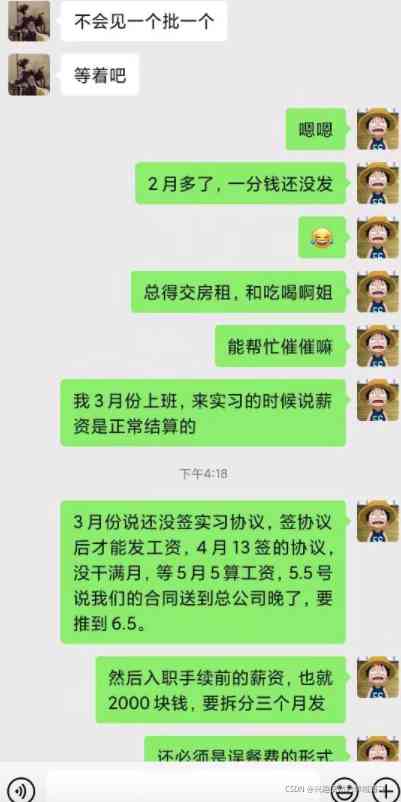 不会见一个批一个
等着吧
嗯嗯
2月多了，一分钱还没发
总得交房租，和吃喝啊姐
能帮忙催催嘛
我3月份上班，来实习的时候说薪
资是正常结算的
下午4:18
3月份说还没签实习协议，签协议
后才能发工资，4月13签的协议，
没干满月，等5月5算工资，5.5号
说我们的合同送到总公司晚了，要
推到6.5。
然后入职手续前的薪资，也就
2000块钱，要拆分三个月发
还必须是误餐费的形式
CSDN